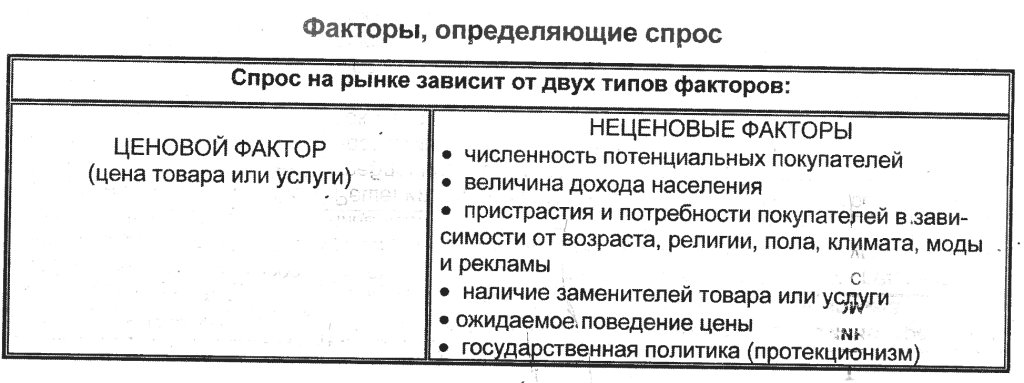 Факторы, определяющие спрос
Спрос на рынке зависит от двух типов факторов:
ЦЕНОВОЙ ФАКТОР
(цена товара или услуги)
НЕЦЕНОВЫЕ ФАКТОРЫ
• численность потенциальных покупателей
• величина дохода населения
• пристрастия и потребности покупателей в зави-
симости от возраста, религии, пола, климата, моды
и рекламы
• наличие заменителей товара или услуги
• ожидаемое поведение цены
• государственная политика (протекционизм)